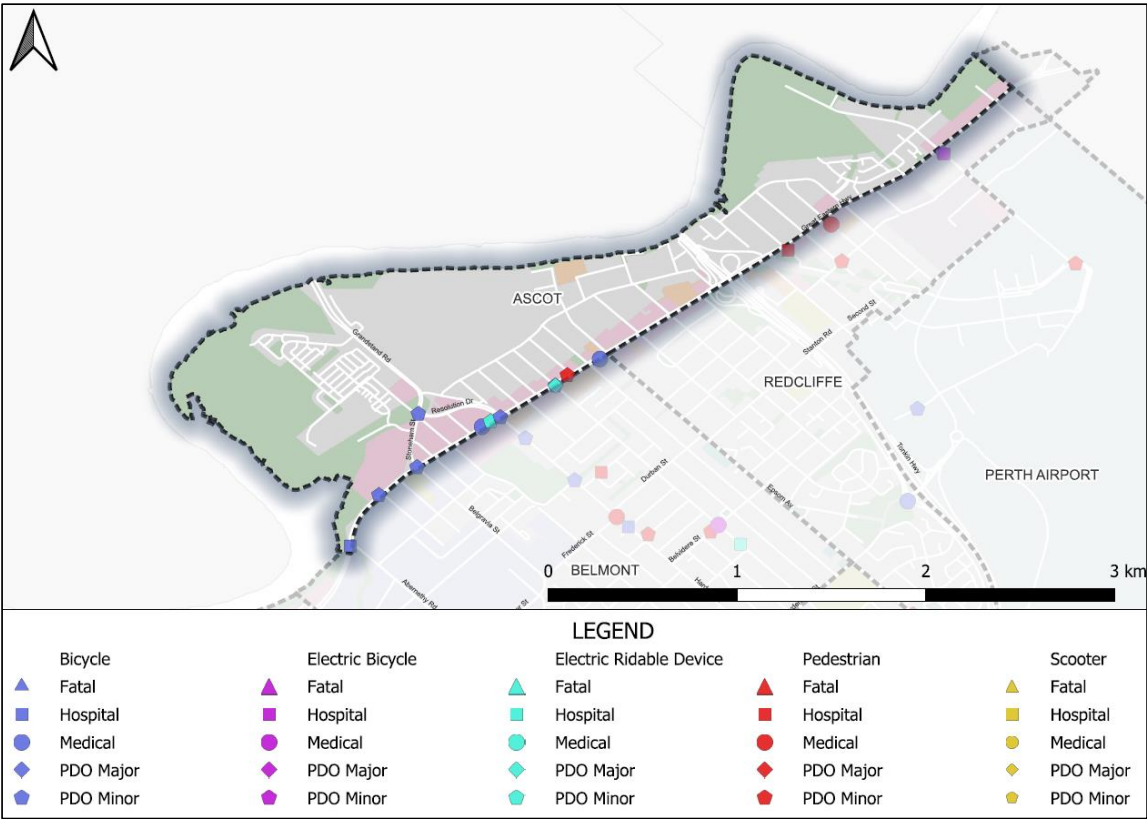 Great Eastern Hwy
ASCOT
Second St
Grandstand Rd
Stanton Rd
REDCLIFFE
Resolution Dr
Stoneham St
Tonkin Hwy
Durban St
PERTH AIRPORT
Epsom Av
Belgravia St
Frederick St
Belvidere St
BELMONT
Abernethy Rd
0 1 2 3 km
LEGEND
Bicycle Electric Bicycle Electric Ridable Device Pedestrian Scooter
Fatal Fatal Fatal Fatal Fatal
Hospital Hospital Hospital Hospital Hospital
Medical Medical Medical Medical Medical
PDO Major PDO Major PDO Major PDO Major PDO Major
PDO Minor PDO Minor PDO Minor PDO Minor PDO Minor